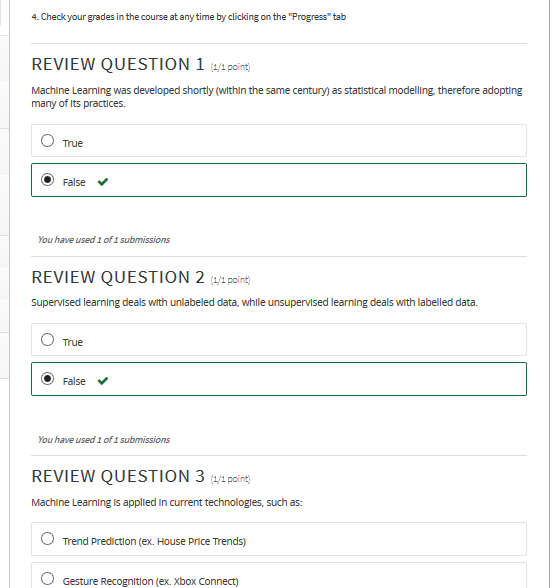 4. Check your grades in the course at any time by clicking on the "Progress" tab
REVIEW QUESTION 1 (1/1 point)
Machine Learning was developed shortly (within the same century) as statistical modelling, therefore adopting
many of its practices.
True
False
You have used 1 of 1 submissions
REVIEW QUESTION 2 (1/1 point)
Supervised learning deals with unlabeled data, while unsupervised learning deals with labelled data.
True
False
You have used 1 of 1 submissions
REVIEW QUESTION 3 (1/1 point)
Machine Learning is applied in current technologies, such as:
Trend Prediction (ex. House Price Trends)
Gesture Recognition (ex. Xbox Connect)